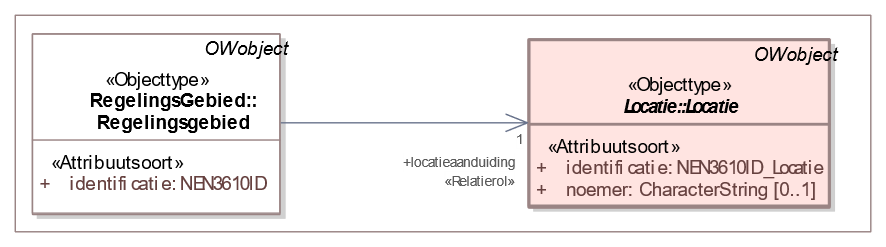 OWobject
«Objecttype»
RegelingsGebied::
Regelingsgebied
«Attribuutsoort»
+ identificatie: NEN3610ID
1
+locatieaanduiding
«Relatierol»
OWobject
«Objecttype»
Locatie::Locatie
«Attribuutsoort»
+ identificatie: NEN3610ID_Locatie
+ noemer: CharacterString [0..1]